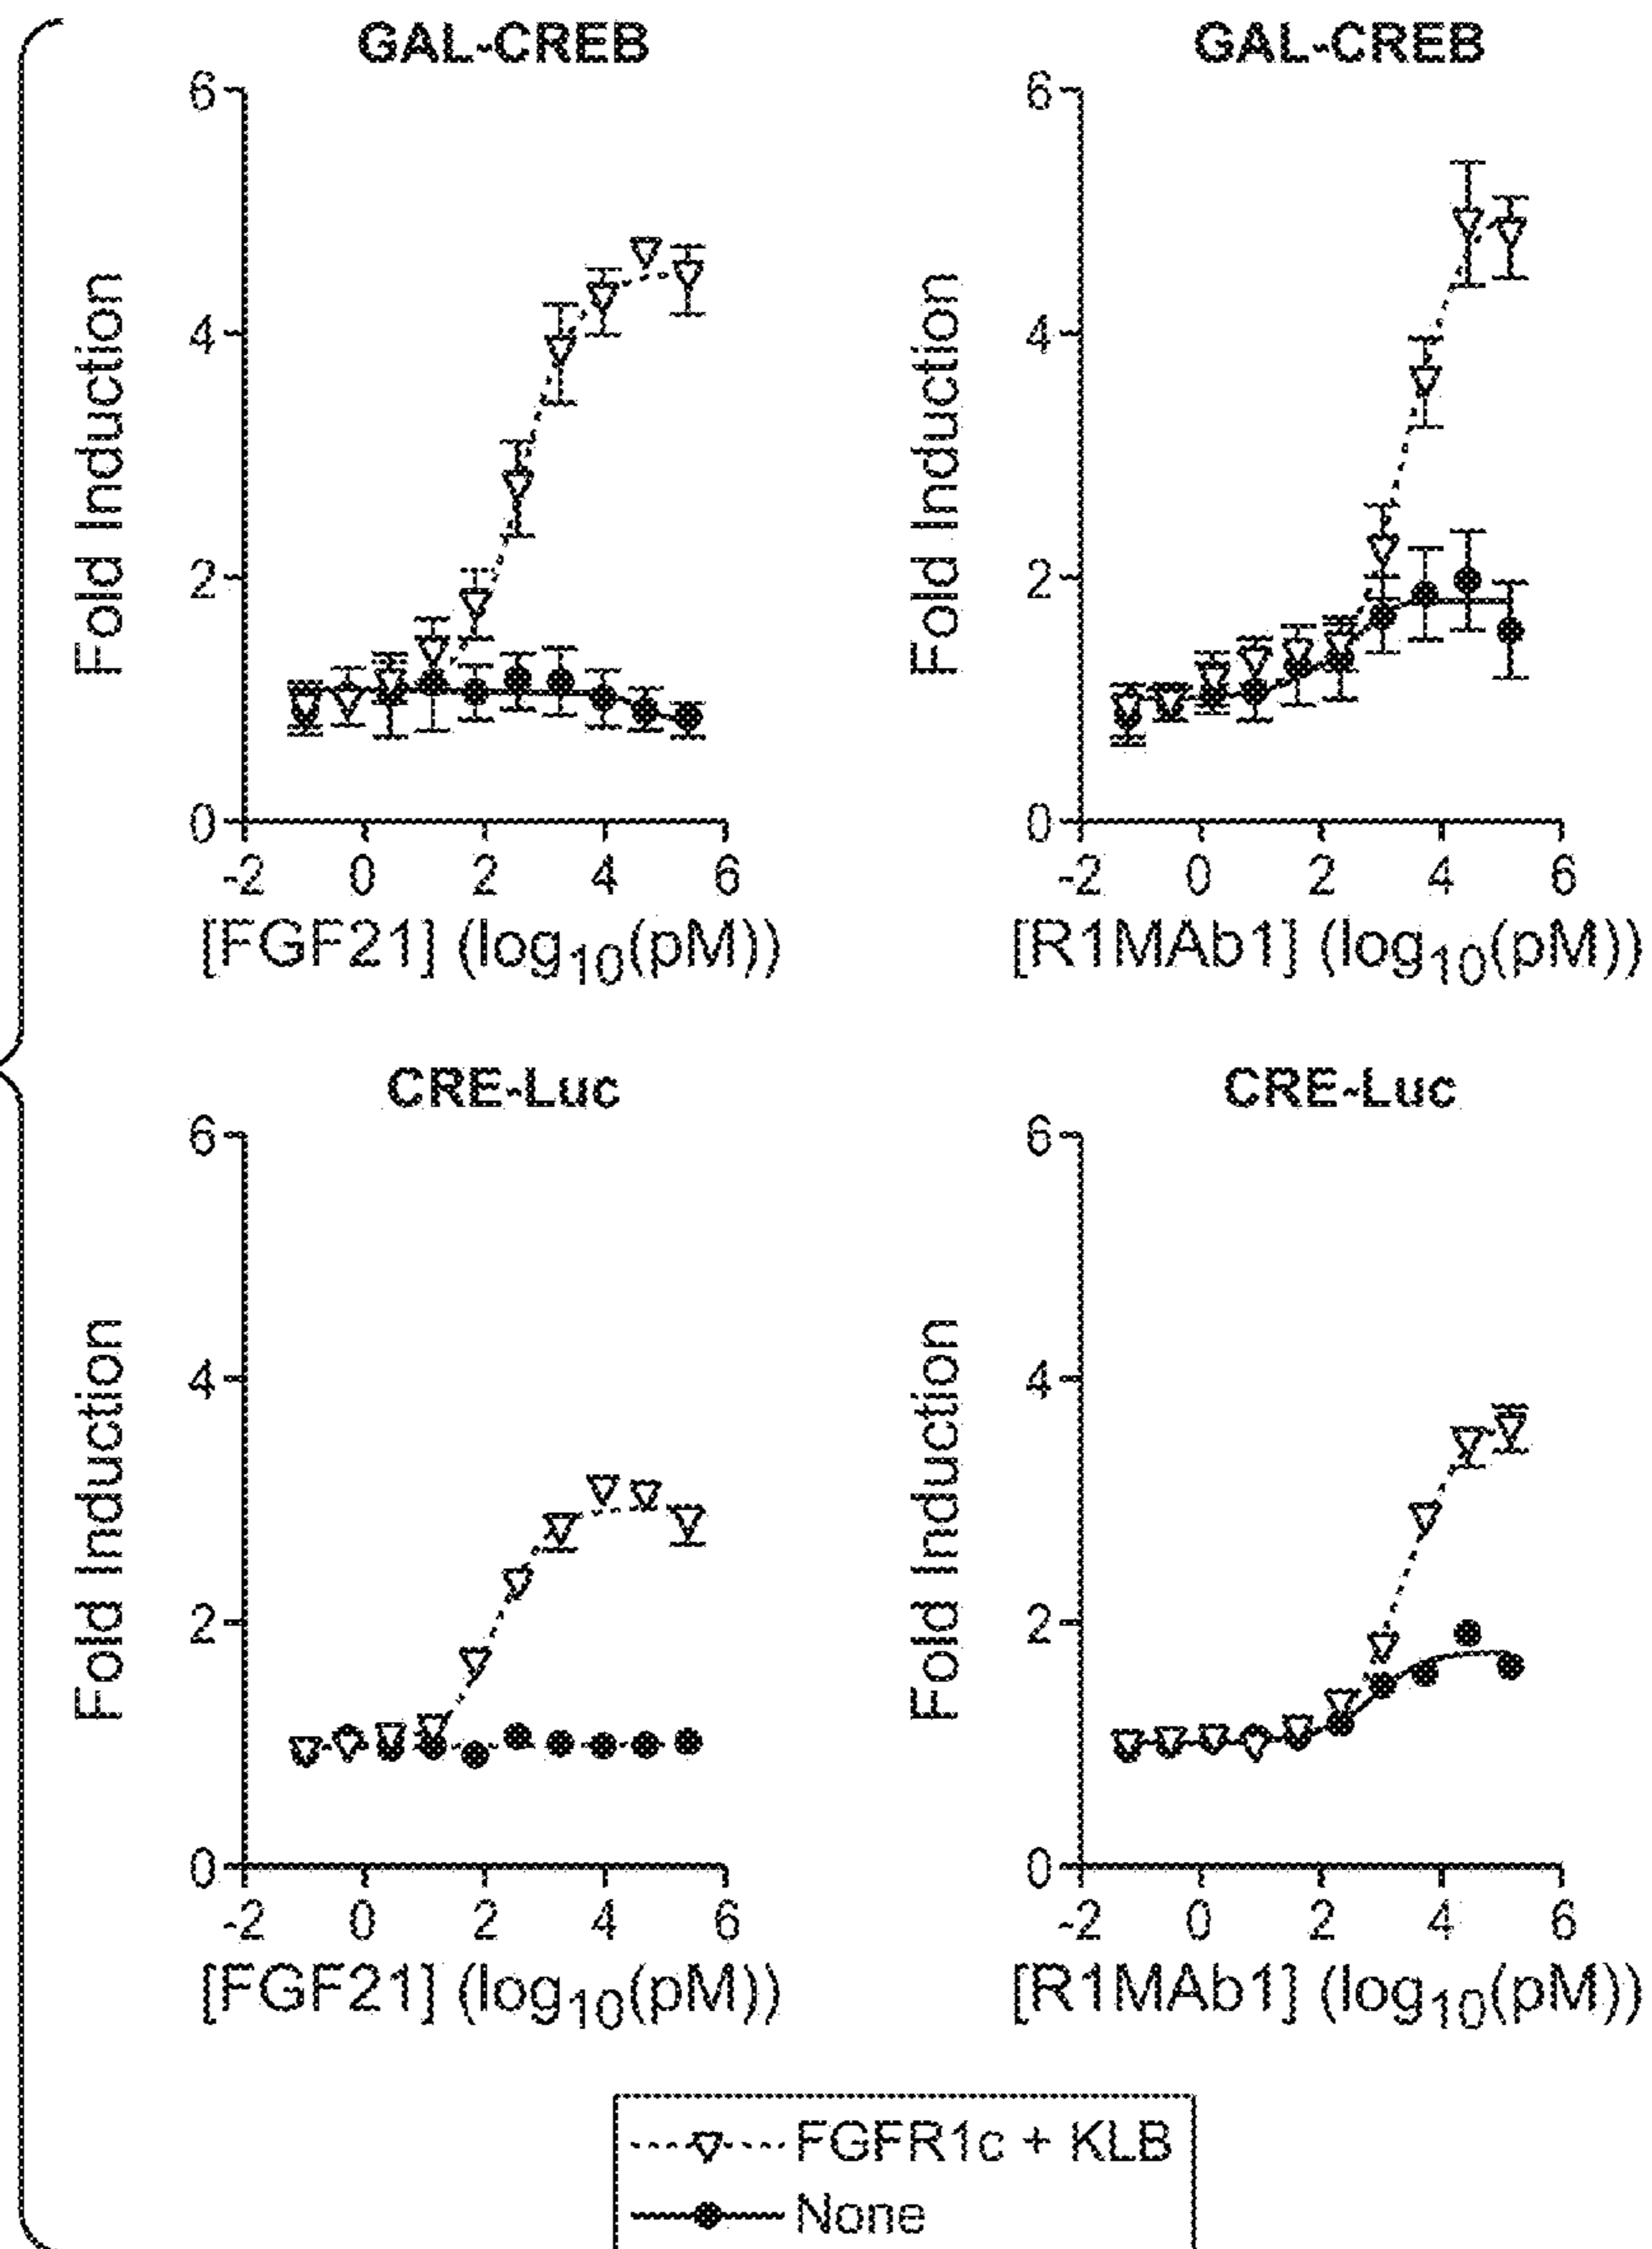 GAL-CREB
6
4
2
0
-2 0 2 4 6
Fold Induction
[FGF21] (log10(pM))
GAL-CREB
6
4
2
0
-2 0 2 4 6
Fold Induction
[R1MAb1] (log10(pM))
CRE-Luc
6
4
2
0
-2 0 2 4 6
Fold Induction
[FGF21] (log10(pM))
CRE-Luc
6
4
2
0
-2 0 2 4 6
Fold Induction
[R1MAb1] (log10(pM))
FGFR1c + KLB
None